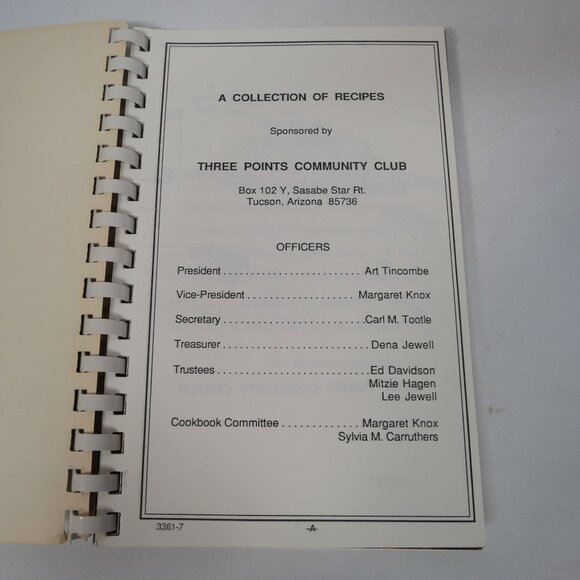 A COLLECTION OF RECIPES
Sponsored by
THREE POINTS COMMUNITY CLUB
Box 102 Y, Sasabe Star Rt.
Tucson, Arizona 85736
OFFICERS
President . . . . . . . . . . . . . . . . . . . . . . . . Art Tincombe
Vice-President . . . . . . . . . . . . . . . . . . . Margaret Knox
Secretary . . . . . . . . . . . . . . . . . . . . . . . . . Carl M. Tootle
Treasurer . . . . . . . . . . . . . . . . . . . . . . . . . . Dena Jewell
Trustees . . . . . . . . . . . . . . . . . . . . . . . . . . . Ed Davidson
Mitzie Hagen
Lee Jewell
Cookbook Committee . . . . . . . . . . . . . Margaret Knox
Sylvia M. Carruthers
3361-7 -A-